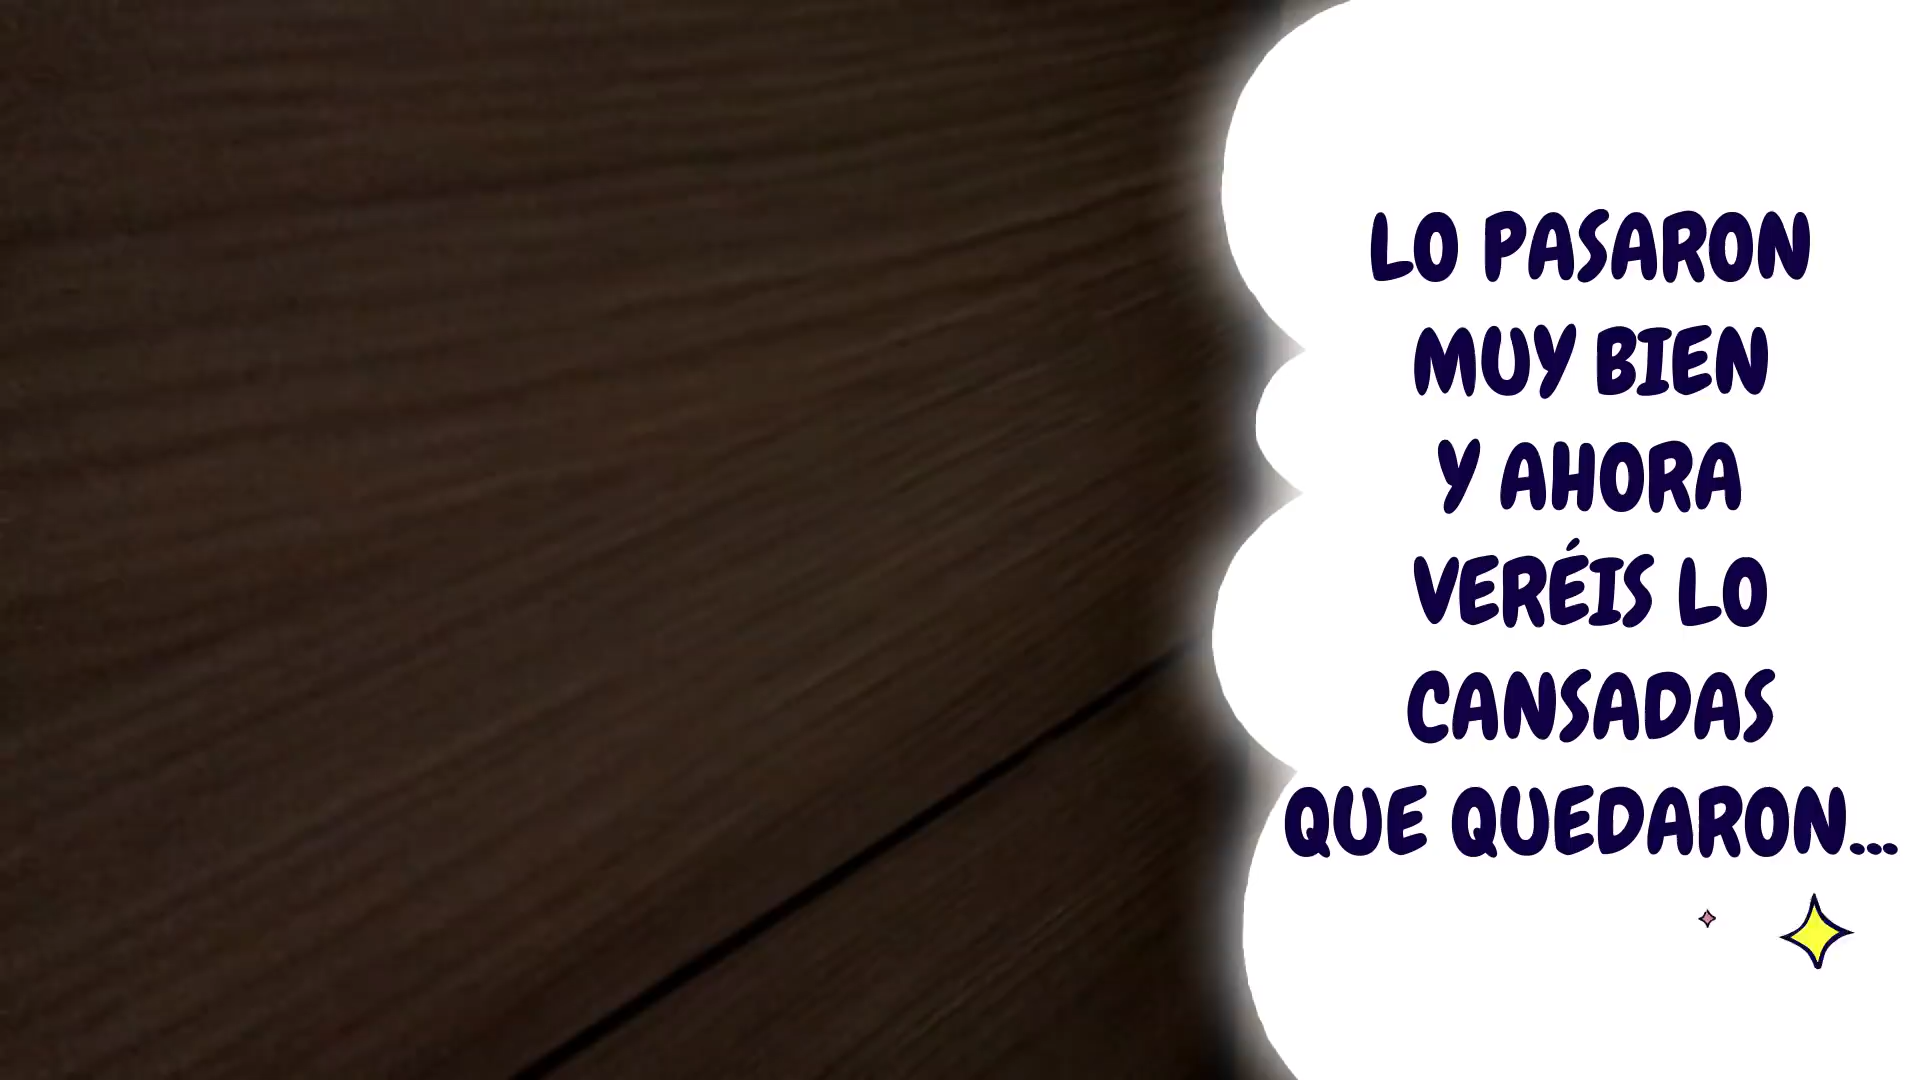 LO PASARON
MUY BIEN
Y AHORA
VERÉIS LO
CANSADAS
QUE QUEDARON...